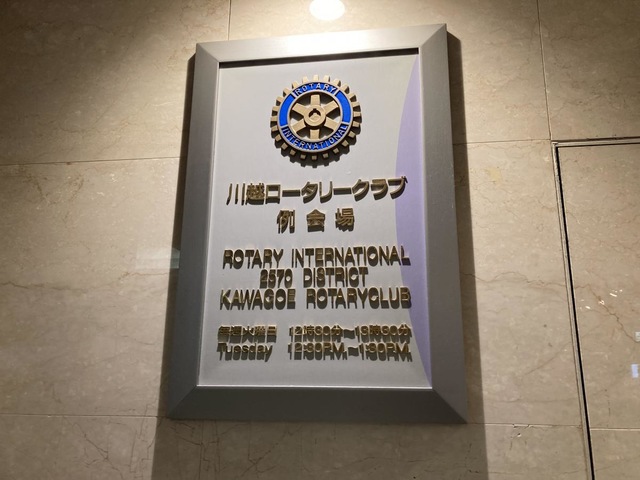 ROTARY
INTERNATIONAL
川越ロータリークラブ
例会場
ROTARY INTERNATIONAL
2570 DISTRICT
KAWAGOE ROTARYCLUB
毎週火曜日 12時30分~13時30分
Tuesday 12:30P.M.~1:30P.M.